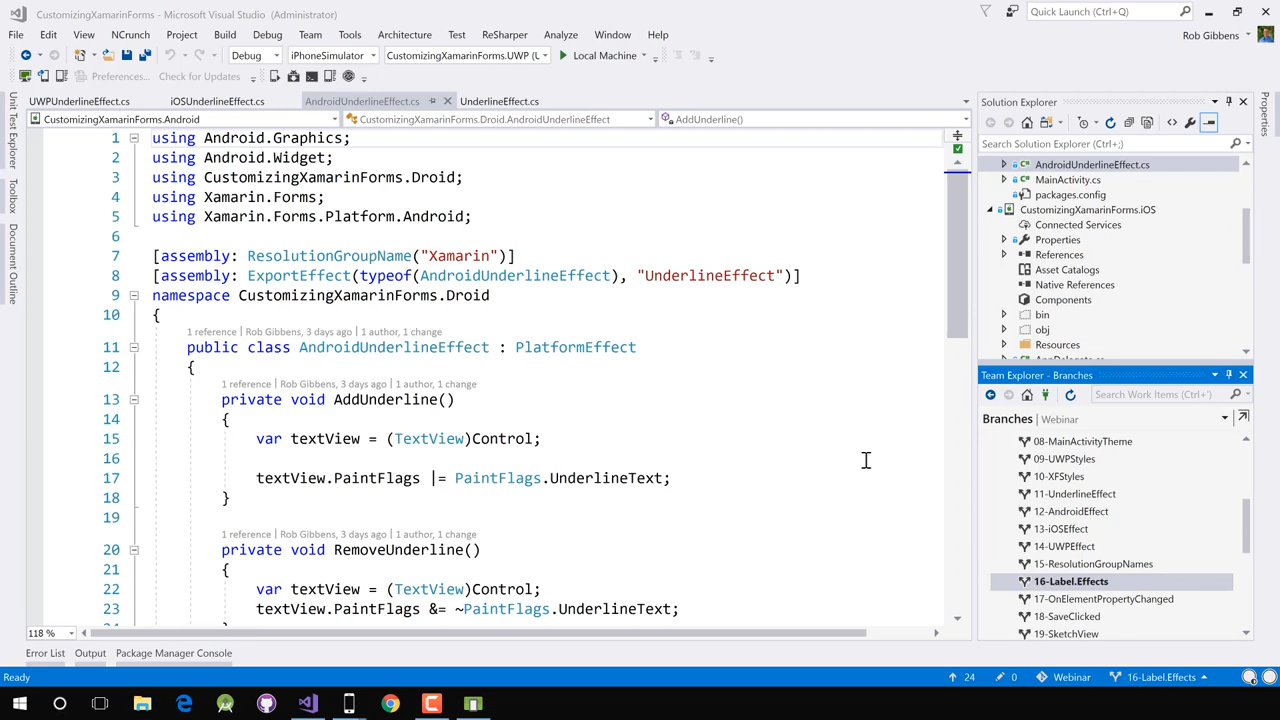 CustomizingXamarinForms - Microsoft Visual Studio (Administrator)
Quick Launch (Ctrl+Q)
File Edit View NCrunch Project Build Debug Team Tools Architecture Test ReSharper Analyze Window Help
Rob Gibbens
Debug iPhoneSimulator CustomizingXamarinForms.UWP (U Local Machine
Preferences... Check for Updates
UWPUnderlineEffect.cs iOSUnderlineEffect.cs AndroidUnderlineEffect.cs UnderlineEffect.cs
CustomizingXamarinForms.Android CustomizingXamarinForms.Droid.AndroidUnderlineEffect AddUnderline()
Unit Test Explorer
Toolbox
Document Outline
1 using Android.Graphics;
2 using Android.Widget;
3 using CustomizingXamarinForms.Droid;
4 using Xamarin.Forms;
5 using Xamarin.Forms.Platform.Android;
6
7 [assembly: ResolutionGroupName("Xamarin")]
8 [assembly: ExportEffect(typeof(AndroidUnderlineEffect), "UnderlineEffect")]
9 namespace CustomizingXamarinForms.Droid
10 {
1 reference | Rob Gibbens, 3 days ago | 1 author, 1 change
11 public class AndroidUnderlineEffect : PlatformEffect
12 {
1 reference | Rob Gibbens, 3 days ago | 1 author, 1 change
13 private void AddUnderline()
14 {
15 var textView = (TextView)Control;
16
17 textView.PaintFlags |= PaintFlags.UnderlineText;
18 }
19
1 reference | Rob Gibbens, 3 days ago | 1 author, 1 change
20 private void RemoveUnderline()
21 {
22 var textView = (TextView)Control;
23 textView.PaintFlags &= ~PaintFlags.UnderlineText;
118 %
Solution Explorer
Search Solution Explorer (Ctrl+;)
AndroidUnderlineEffect.cs
MainActivity.cs
packages.config
CustomizingXamarinForms.iOS
Connected Services
Properties
References
Asset Catalogs
Native References
Components
bin
obj
Resources
Team Explorer - Branches
Search Work Items (Ctrl+')
Branches | Webinar
08-MainActivityTheme
09-UWPStyles
10-XFStyles
11-UnderlineEffect
12-AndroidEffect
13-iOSEffect
14-UWPEffect
15-ResolutionGroupNames
16-Label.Effects
17-OnElementPropertyChanged
18-SaveClicked
19-SketchView
Properties
Error List Output Package Manager Console
Ready 24 0 Webinar 16-Label.Effects